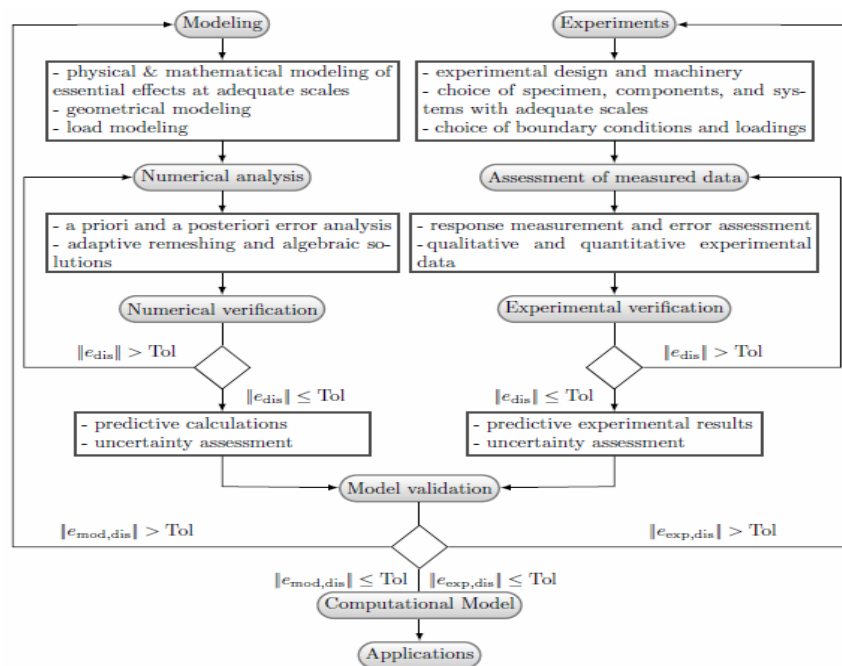 Modeling
- physical & mathematical modeling of
essential effects at adequate scales
- geometrical modeling
- load modeling
Numerical analysis
- a priori and a posteriori error analysis
- adaptive remeshing and algebraic so-
lutions
Numerical verification
‖e_dis‖ > Tol
‖e_dis‖ ≤ Tol
- predictive calculations
- uncertainty assessment
Experiments
- experimental design and machinery
- choice of specimen, components, and sys-
tems with adequate scales
- choice of boundary conditions and loadings
Assessment of measured data
- response measurement and error assessment
- qualitative and quantitative experimental
data
Experimental verification
‖e_dis‖ > Tol
‖e_dis‖ ≤ Tol
- predictive experimental results
- uncertainty assessment
Model validation
‖e_mod,dis‖ > Tol
‖e_exp,dis‖ > Tol
‖e_mod,dis‖ ≤ Tol ‖e_exp,dis‖ ≤ Tol
Computational Model
Applications